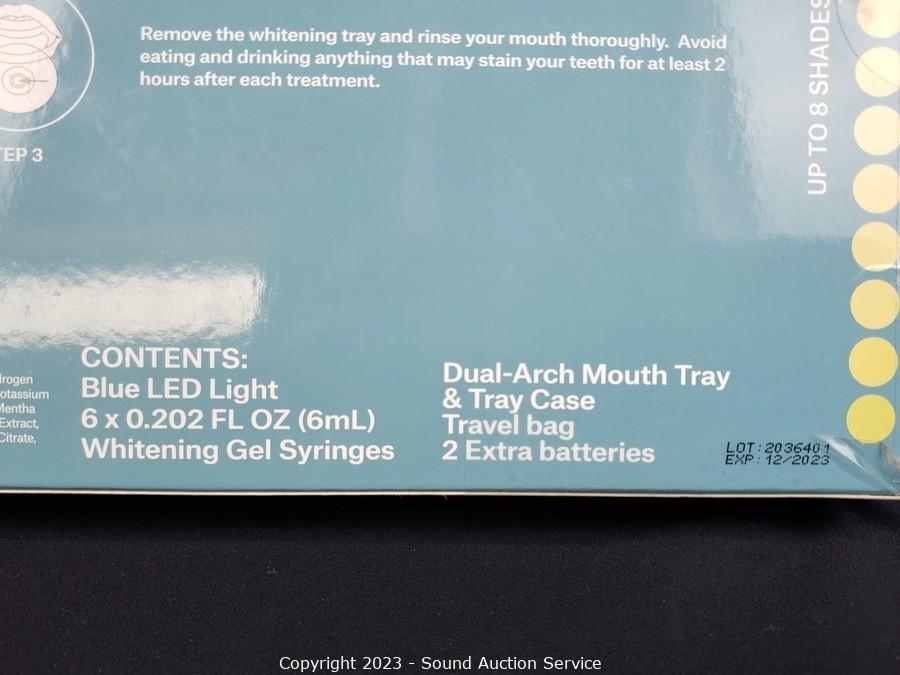 Remove the whitening tray and rinse your mouth thoroughly. Avoid
eating and drinking anything that may stain your teeth for at least 2
hours after each treatment.
UP TO 8 SHADES
TEP 3
CONTENTS:
Blue LED Light
6 x 0.202 FL OZ (6mL)
Whitening Gel Syringes
Dual-Arch Mouth Tray
& Tray Case
Travel bag
2 Extra batteries
drogen
otassium
Mentha
Extract,
Citrate,
LOT:2036401
EXP:12/2023
Copyright 2023 - Sound Auction Service